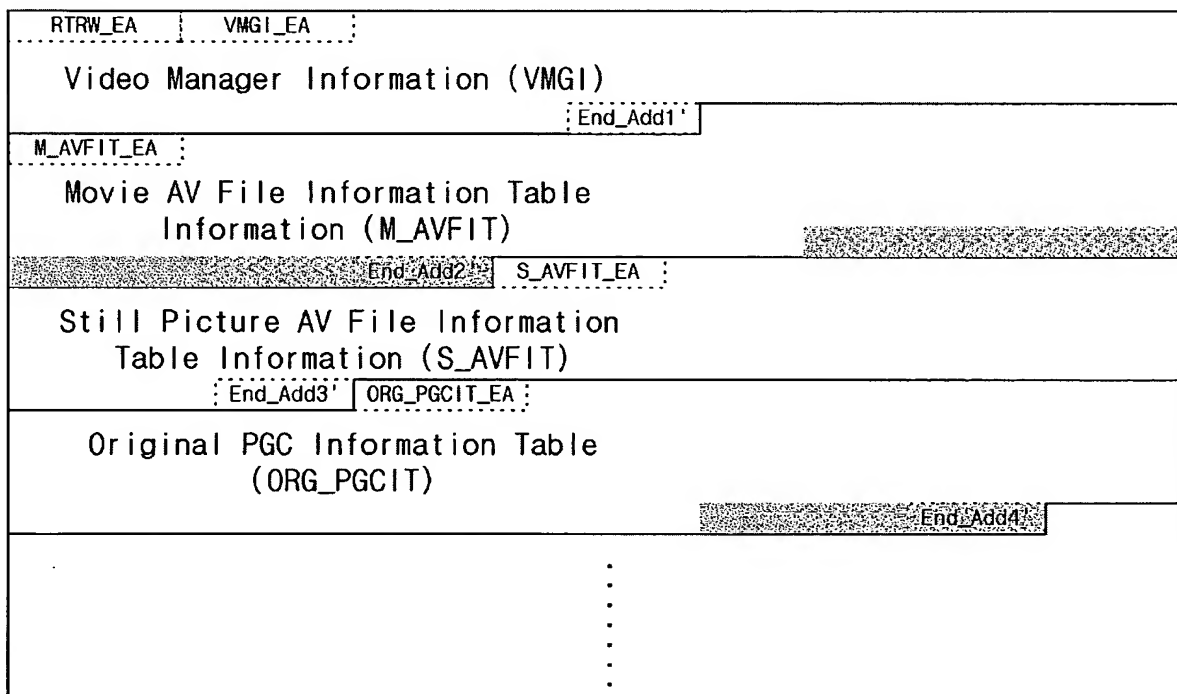 RTRW_EA VMGI_EA
Video Manager Information (VMGI)
End_Add1'
M_AVFIT_EA
Movie AV File Information Table
Information (M_AVFIT)
End_Add2' S_AVFIT_EA
Still Picture AV File Information
Table Information (S_AVFIT)
End_Add3' ORG_PGCIT_EA
Original PGC Information Table
(ORG_PGCIT)
End_Add4'